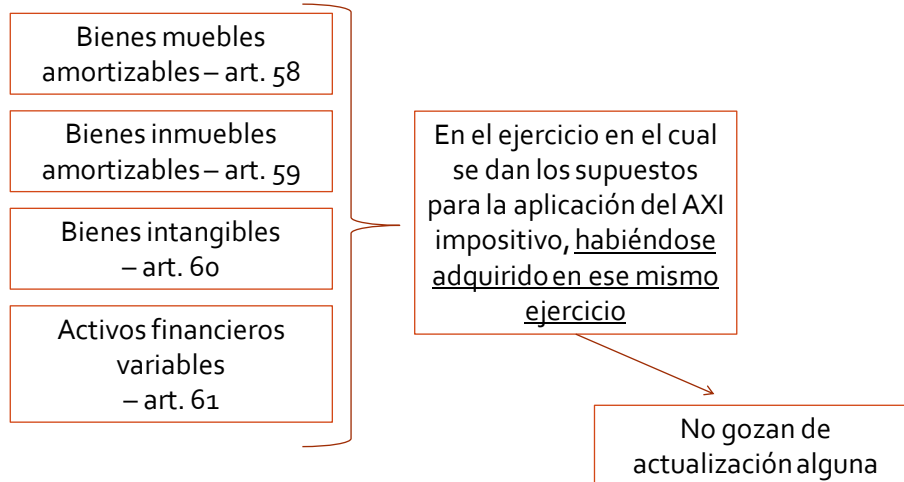 Bienes muebles
amortizables – art. 58
Bienes inmuebles
amortizables – art. 59
Bienes intangibles
– art. 60
Activos financieros
variables
– art. 61
En el ejercicio en el cual
se dan los supuestos
para la aplicación del AXI
impositivo, habiéndose
adquirido en ese mismo
ejercicio
No gozan de
actualización alguna